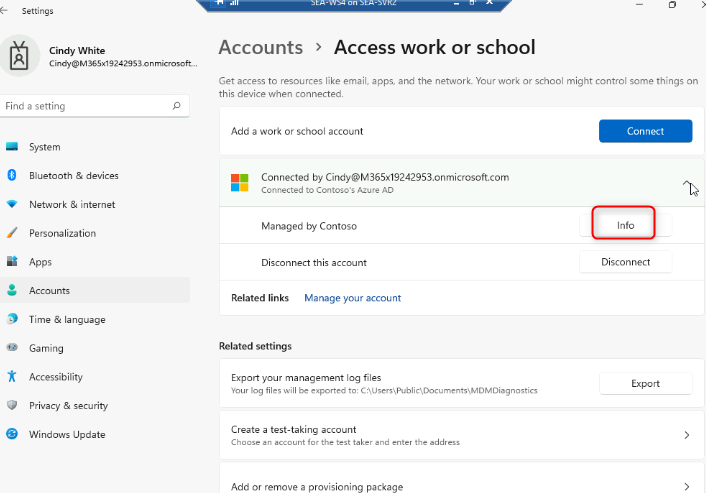 Settings
SEA-WS4 on SEA-SVR2
Cindy White
Cindy@M365x19242953.onmicrosoft...
Find a setting
System
Bluetooth & devices
Network & internet
Personalization
Apps
Accounts
Time & language
Gaming
Accessibility
Privacy & security
Windows Update
Accounts > Access work or school
Get access to resources like email, apps, and the network. Your work or school might control some things on
this device when connected.
Add a work or school account
Connect
Connected by Cindy@M365x19242953.onmicrosoft.com
Connected to Contoso's Azure AD
Managed by Contoso
Info
Disconnect this account
Disconnect
Related links Manage your account
Related settings
Export your management log files
Your log files will be exported to: C:\Users\Public\Documents\MDMDiagnostics
Export
Create a test-taking account
Choose an account for the test taker and enter the address
Add or remove a provisioning package